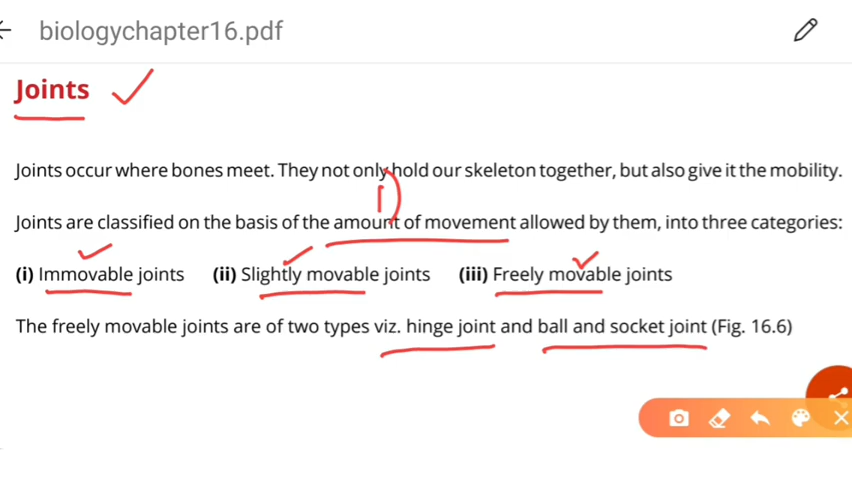 biologychapter16.pdf
Joints
Joints occur where bones meet. They not only hold our skeleton together, but also give it the mobility.
1)
Joints are classified on the basis of the amount of movement allowed by them, into three categories:
(i) Immovable joints (ii) Slightly movable joints (iii) Freely movable joints
The freely movable joints are of two types viz. hinge joint and ball and socket joint (Fig. 16.6)